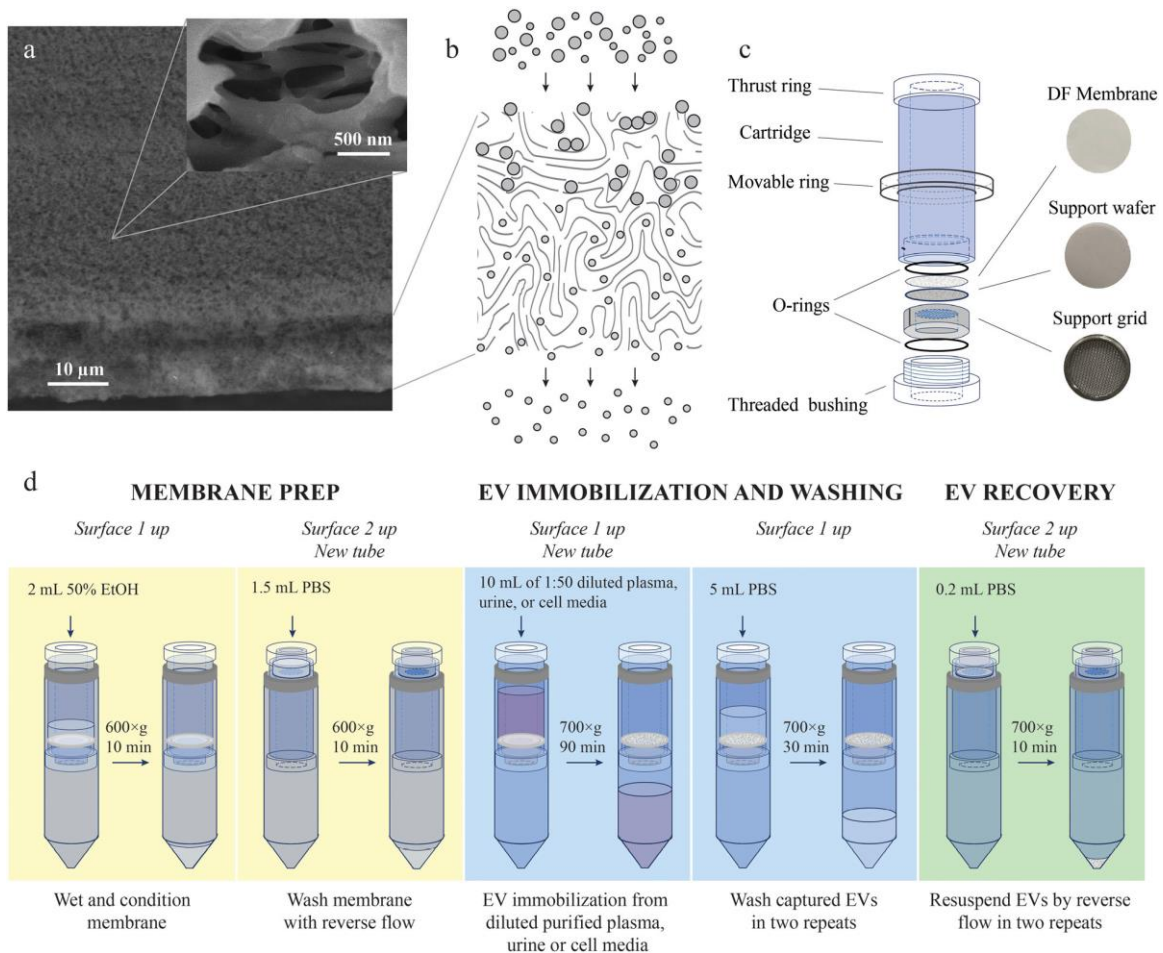 a
500 nm
10 µm
b
c
Thrust ring
Cartridge
Movable ring
O-rings
Threaded bushing
DF Membrane
Support wafer
Support grid
d
MEMBRANE PREP
EV IMMOBILIZATION AND WASHING
EV RECOVERY
Surface 1 up
Surface 2 up
New tube
Surface 1 up
New tube
Surface 1 up
Surface 2 up
New tube
2 mL 50% EtOH
600×g
10 min
Wet and condition
membrane
1.5 mL PBS
600×g
10 min
Wash membrane
with reverse flow
10 mL of 1:50 diluted plasma,
urine, or cell media
700×g
90 min
EV immobilization from
diluted purified plasma,
urine or cell media
5 mL PBS
700×g
30 min
Wash captured EVs
in two repeats
0.2 mL PBS
700×g
10 min
Resuspend EVs by reverse
flow in two repeats